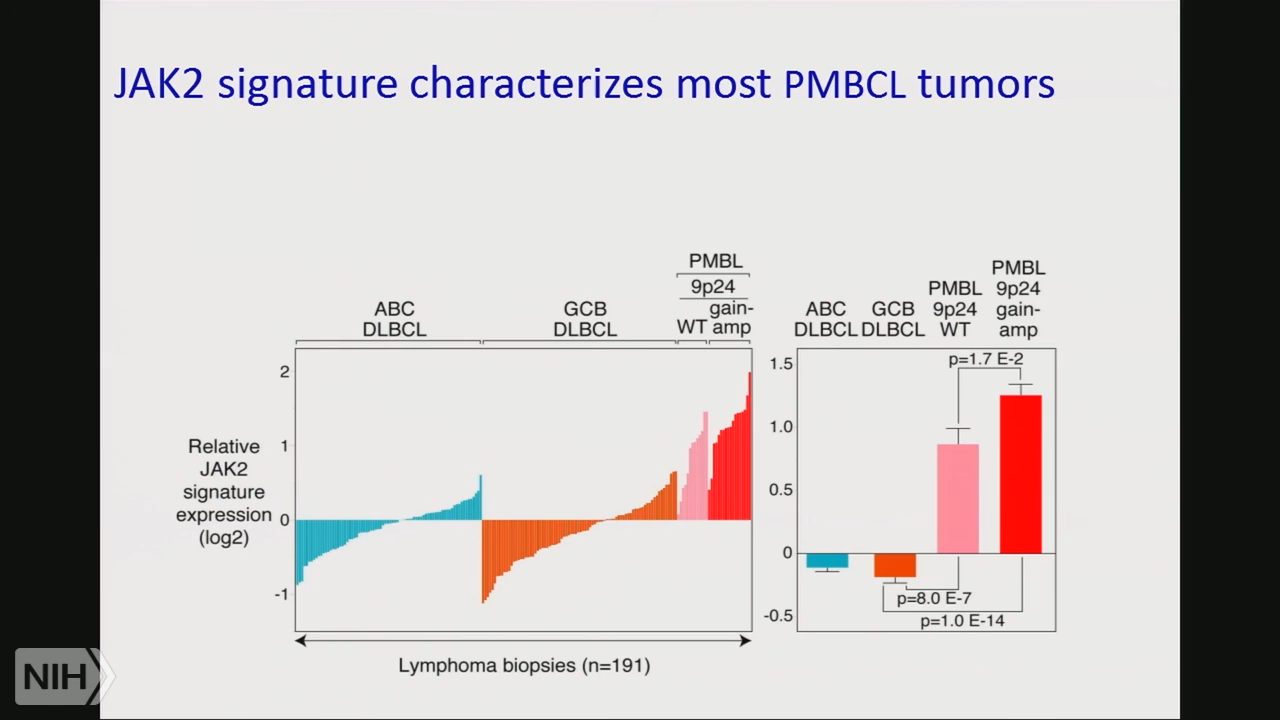 JAK2 signature characterizes most PMBCL tumors
PMBL
9p24
ABC
DLBCL
GCB
DLBCL
WT
gain-
amp
Relative
JAK2
signature
expression
(log2)
2
1
0
-1
Lymphoma biopsies (n=191)
ABC
DLBCL
GCB
DLBCL
PMBL
9p24
WT
PMBL
9p24
gain-
amp
1.5
1.0
0.5
0
-0.5
p=1.7 E-2
p=8.0 E-7
p=1.0 E-14
NIH